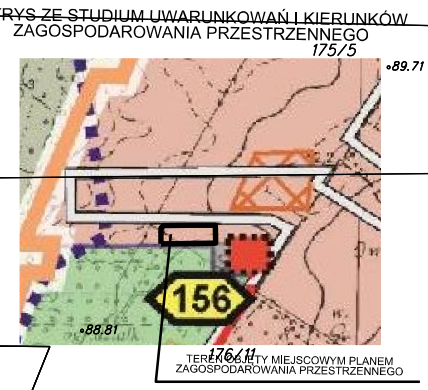 WYRYS ZE STUDIUM UWARUNKOWAŃ I KIERUNKÓW
ZAGOSPODAROWANIA PRZESTRZENNEGO
175/5
89.71
156
88.81
176/11
TEREN OBJĘTY MIEJSCOWYM PLANEM
ZAGOSPODAROWANIA PRZESTRZENNEGO